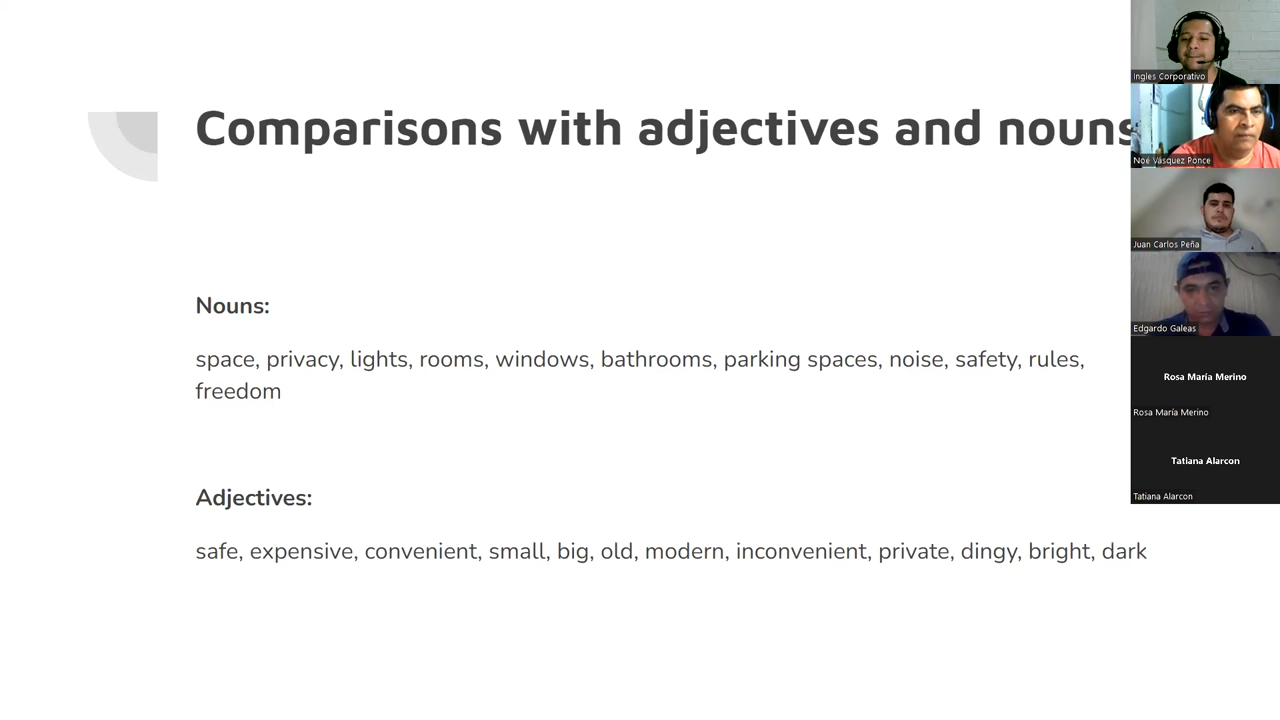 Comparisons with adjectives and nouns
Nouns:
space, privacy, lights, rooms, windows, bathrooms, parking spaces, noise, safety, rules,
freedom
Adjectives:
safe, expensive, convenient, small, big, old, modern, inconvenient, private, dingy, bright, dark
Ingles Corporativo
Noé Vásquez Ponce
Juan Carlos Peña
Edgardo Galeas
Rosa María Merino
Rosa María Merino
Tatiana Alarcon
Tatiana Alarcon